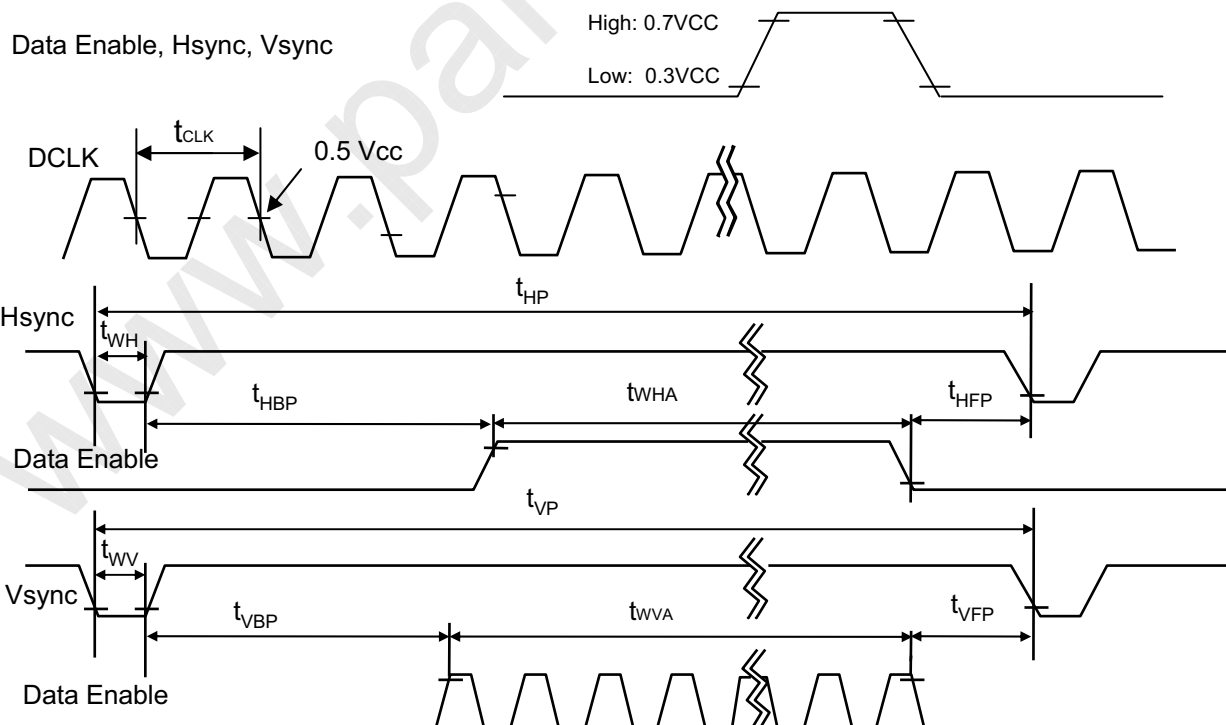 High: 0.7VCC
Data Enable, Hsync, Vsync
Low: 0.3VCC
tCLK
DCLK
0.5 Vcc
tHP
Hsync
tWH
tHBP
tWHA
tHFP
Data Enable
tVP
tWV
Vsync
tVBP
tWVA
tVFP
Data Enable